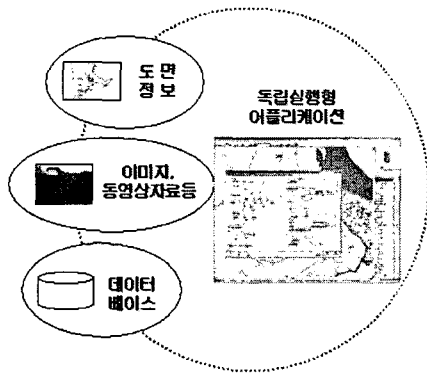 도 면
정 보
독립실행형
어플리케이션
이미지,
동영상자료등
데이터
베이스